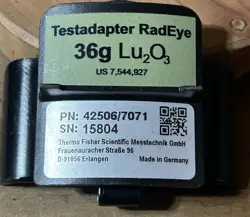 Testadapter RadEye
36g Lu₂O₃
US 7,544,927
PN: 42506/7071
SN: 15804
Thermo Fisher Scientific Messtechnik GmbH
Frauenauracher Straße 96
D-91056 Erlangen
Made in Germany